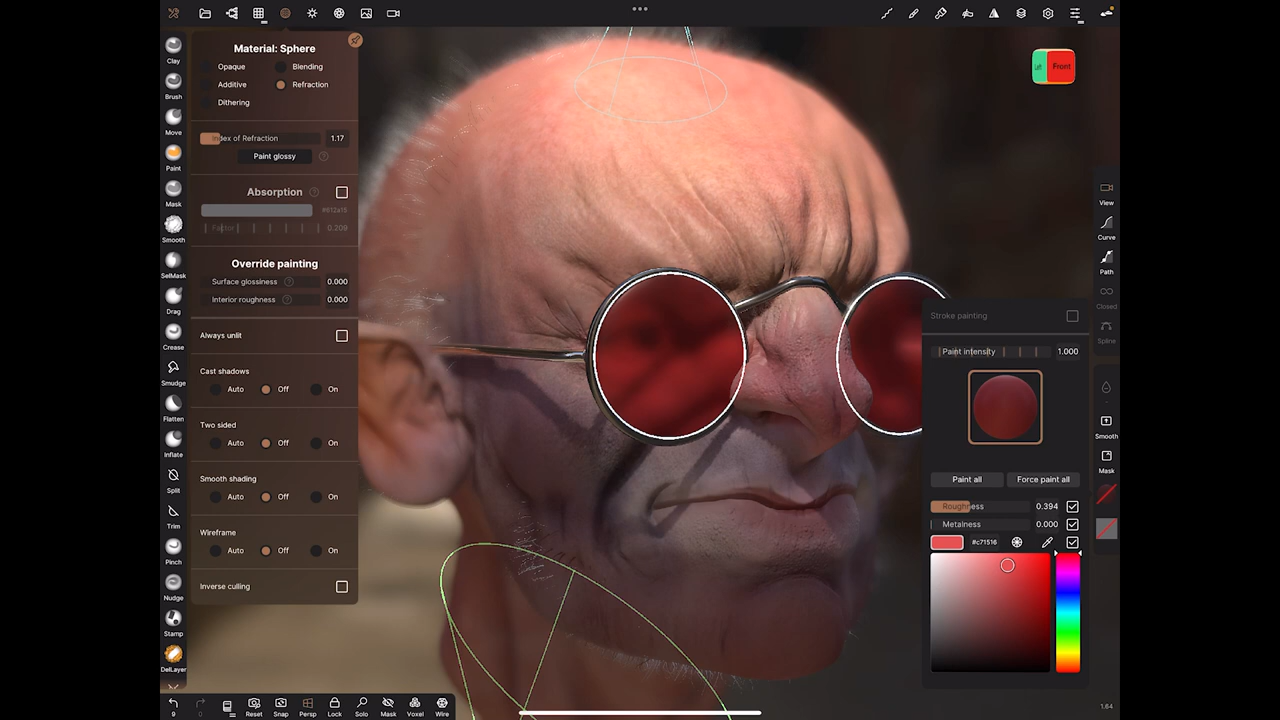 Material: Sphere
Opaque
Blending
Additive
Refraction
Dithering
Index of Refraction 1.17
Paint glossy ?
Absorption ?
#612a15
Factor 0.209
Override painting
Surface glossiness ? 0.000
Interior roughness ? 0.000
Always unlit
Cast shadows
Auto Off On
Two sided
Auto Off On
Smooth shading
Auto Off On
Wireframe
Auto Off On
Inverse culling
Clay
Brush
Move
Paint
Mask
Smooth
SelMask
Drag
Crease
Smudge
Flatten
Inflate
Split
Trim
Pinch
Nudge
Stamp
DelLayer
9 0 Reset Snap Persp Lock Solo Mask Voxel Wire
Front
View
Curve
Path
Closed
Spline
Smooth
Mask
Stroke painting
Paint intensity 1.000
Paint all Force paint all
Roughness 0.394
Metalness 0.000
#c71516
1.84